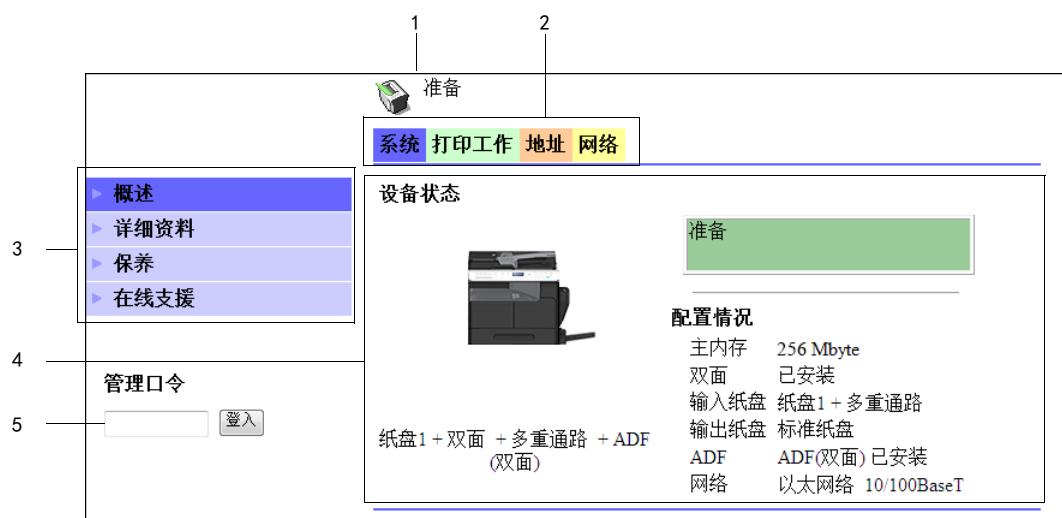 1
2
准备
系统 打印工作 地址 网络
3
概述
详细资料
保养
在线支援
4
管理口令
5
登入
设备状态
纸盘1 + 双面 + 多重通路 + ADF
(双面)
准备
配置情况
主内存 256 Mbyte
双面 已安装
输入纸盘 纸盘1 + 多重通路
输出纸盘 标准纸盘
ADF ADF(双面) 已安装
网络 以太网络 10/100BaseT